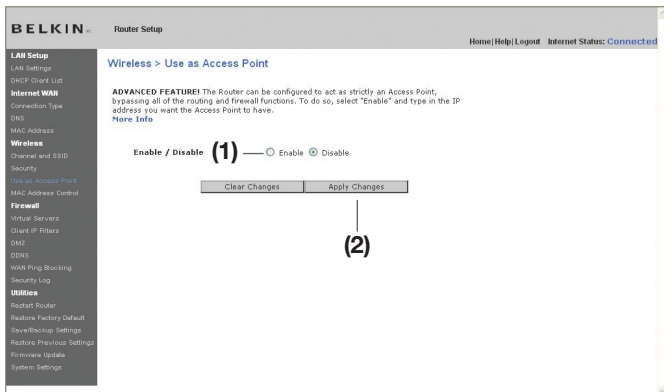 BELKIN®
Router Setup
Home|Help|Logout Internet Status: Connected
LAN Setup
LAN Settings
DHCP Client List
Internet WAN
Connection Type
DNS
MAC Address
Wireless
Channel and SSID
Security
Use as Access Point
MAC Address Control
Firewall
Virtual Servers
Client IP Filters
DMZ
DDNS
WAN Ping Blocking
Security Log
Utilities
Restart Router
Restore Factory Default
Save/Backup Settings
Restore Previous Settings
Firmware Update
System Settings
Wireless > Use as Access Point
ADVANCED FEATURE! The Router can be configured to act as strictly an Access Point,
bypassing all of the routing and firewall functions. To do so, select "Enable" and type in the IP
address you want the Access Point to have.
More Info
Enable / Disable (1) Enable Disable
Clear Changes Apply Changes
(2)